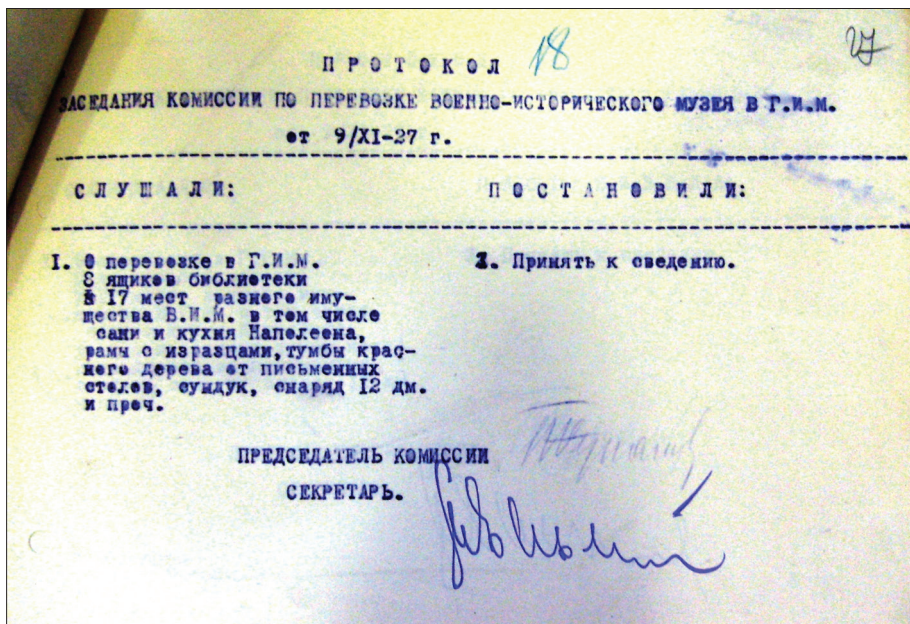 18
27
ПРОТОКОЛ
ЗАСЕДАНИЯ КОМИССИИ ПО ПЕРЕВОЗКЕ ВОЕННО-ИСТОРИЧЕСКОГО МУЗЕЯ В Г.И.М.
от 9/XI-27 г.
СЛУШАЛИ: ПОСТАНОВИЛИ:
I. О перевозке в Г.И.М. I. Принять к сведению.
8 ящиков библиотеки
& 17 мест разного иму-
щества В.И.М. в том числе
сани и кухня Наполеона,
рамы с изразцами, тумбы крас-
ного дерева от письменных
столов, сундук, снаряд I2 дм.
и проч.
ПРЕДСЕДАТЕЛЬ КОМИССИИ
СЕКРЕТАРЬ.